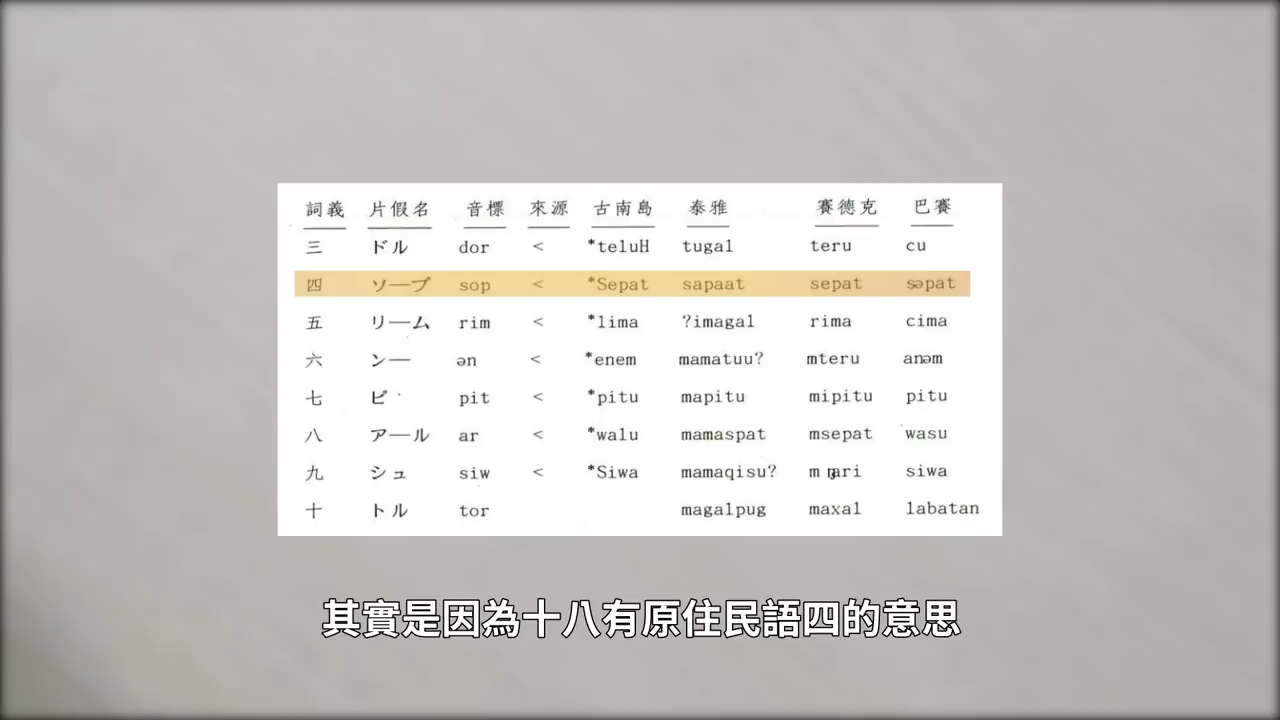 詞義 片假名 音標 來源 古南島 泰雅 賽德克 巴賽
三 ドル dor < *teluH tugal teru cu
四 ソープ sop < *Sepat sapaat sepat səpat
五 リーム rim < *lima ?imagal rima cima
六 ンー ən < *enem mamatuu? mteru anəm
七 ピ pit < *pitu mapitu mipitu pitu
八 アール ar < *walu mamaspat msepat wasu
九 シュ siw < *Siwa mamaqisu? siwa
十 トル tor magalpug maxal labatan
其實是因為十八有原住民語四的意思